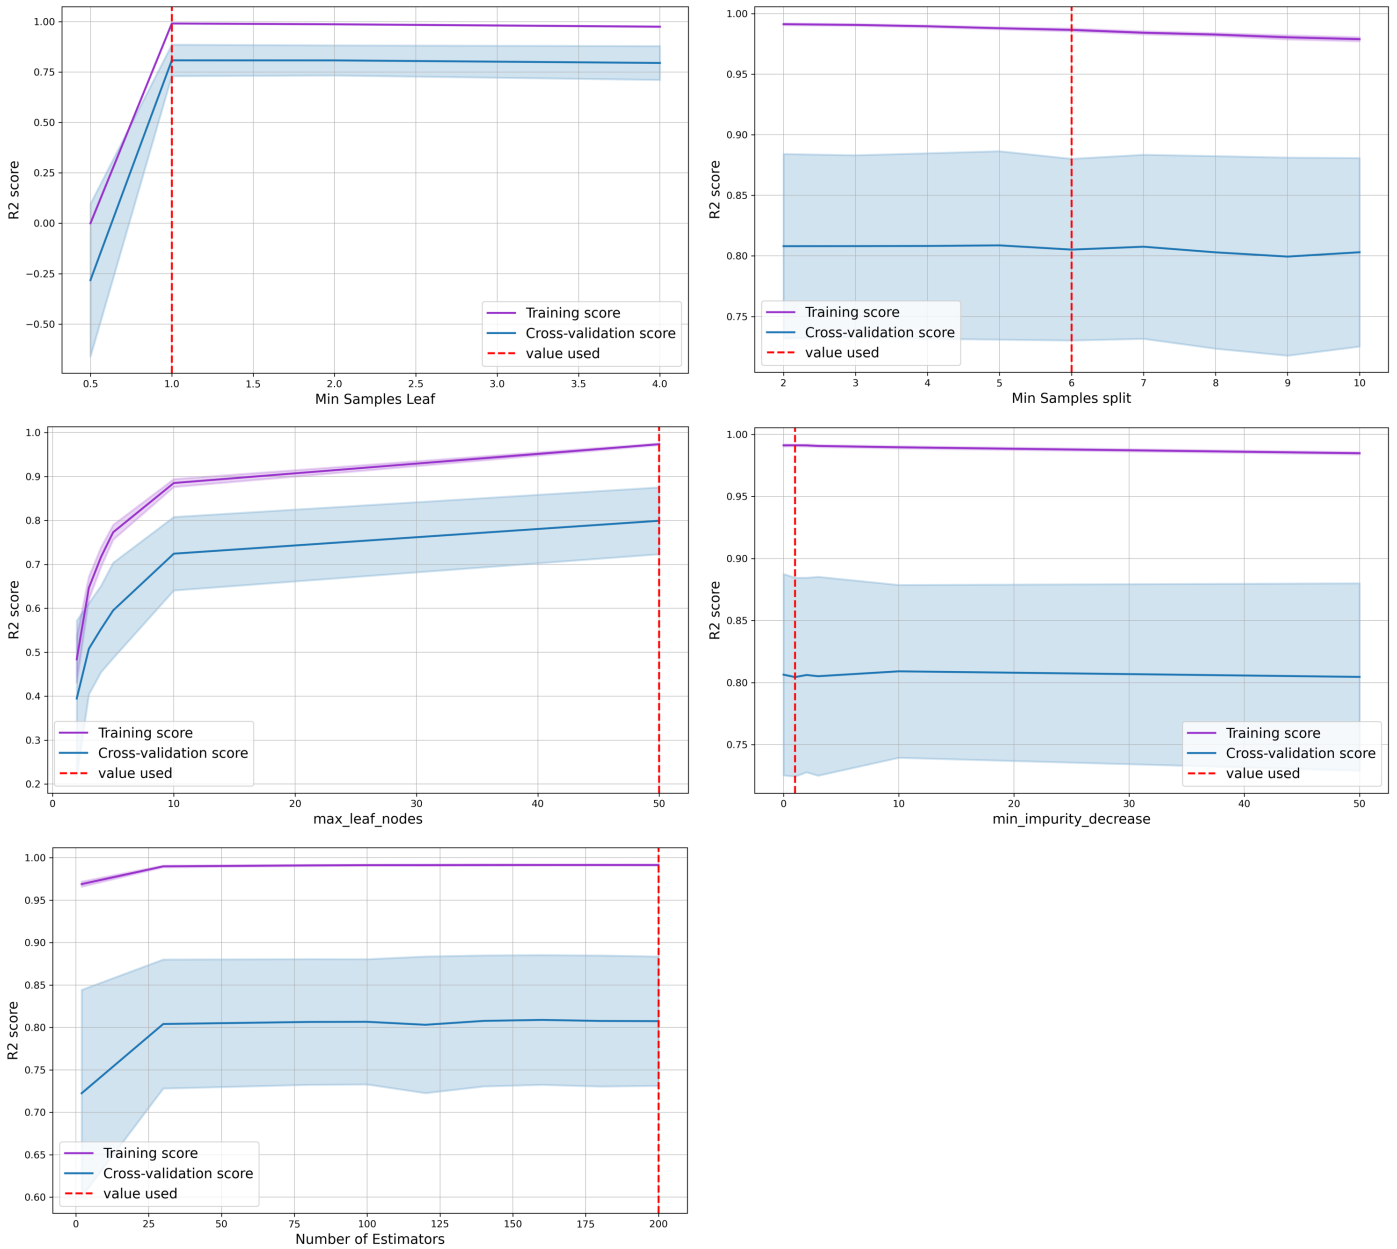 1.00
0.75
0.50
0.25
0.00
−0.25
−0.50
R2 score
Training score
Cross-validation score
value used
0.5 1.0 1.5 2.0 2.5 3.0 3.5 4.0
Min Samples Leaf
1.00
0.95
0.90
0.85
0.80
0.75
R2 score
Training score
Cross-validation score
value used
2 3 4 5 6 7 8 9 10
Min Samples split
1.0
0.9
0.8
0.7
0.6
0.5
0.4
0.3
0.2
R2 score
Training score
Cross-validation score
value used
0 10 20 30 40 50
max_leaf_nodes
1.00
0.95
0.90
0.85
0.80
0.75
R2 score
Training score
Cross-validation score
value used
0 10 20 30 40 50
min_impurity_decrease
1.00
0.95
0.90
0.85
0.80
0.75
0.70
0.65
0.60
R2 score
Training score
Cross-validation score
value used
0 25 50 75 100 125 150 175 200
Number of Estimators